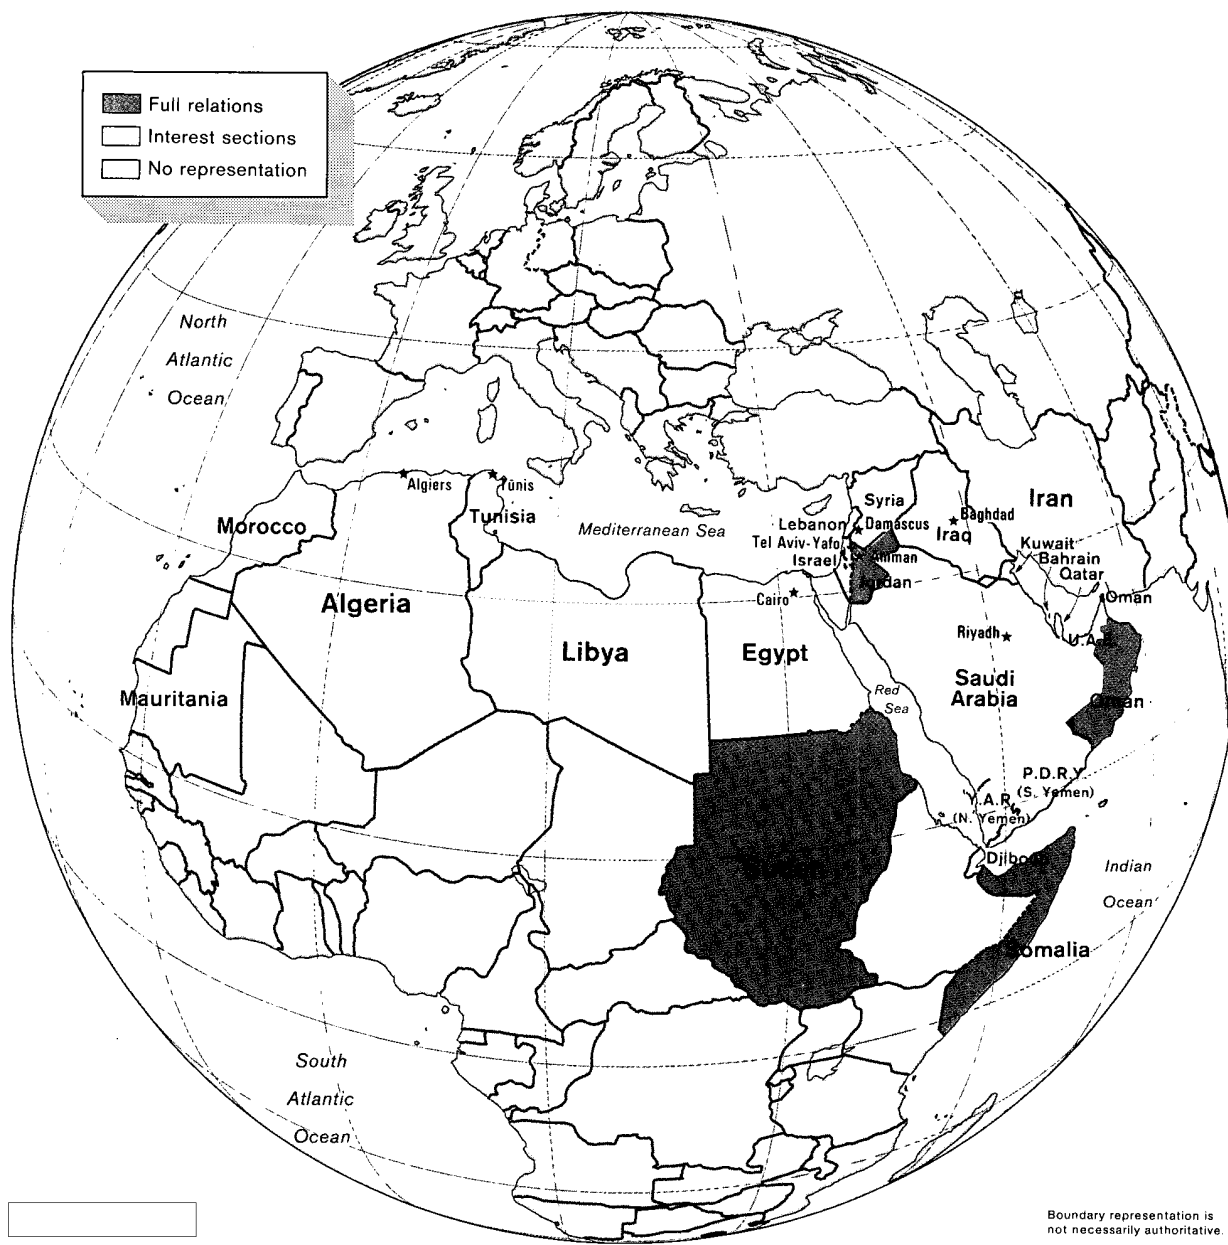 Full relations
Interest sections
No representation
North
Atlantic
Ocean
Algiers
Tunis
Tunisia
Morocco
Mediterranean Sea
Syria
Lebanon
Damascus
Tel Aviv-Yafo
Israel
Amman
Jordan
Baghdad
Iraq
Iran
Kuwait
Bahrain
Qatar
Oman
U.A.E.
Cairo
Algeria
Libya
Egypt
Riyadh
Saudi
Arabia
Red
Sea
Oman
Mauritania
P.D.R.Y.
(S. Yemen)
Y.A.R.
(N. Yemen)
Djibouti
Sudan
Indian
Ocean
Somalia
South
Atlantic
Ocean
Boundary representation is
not necessarily authoritative.